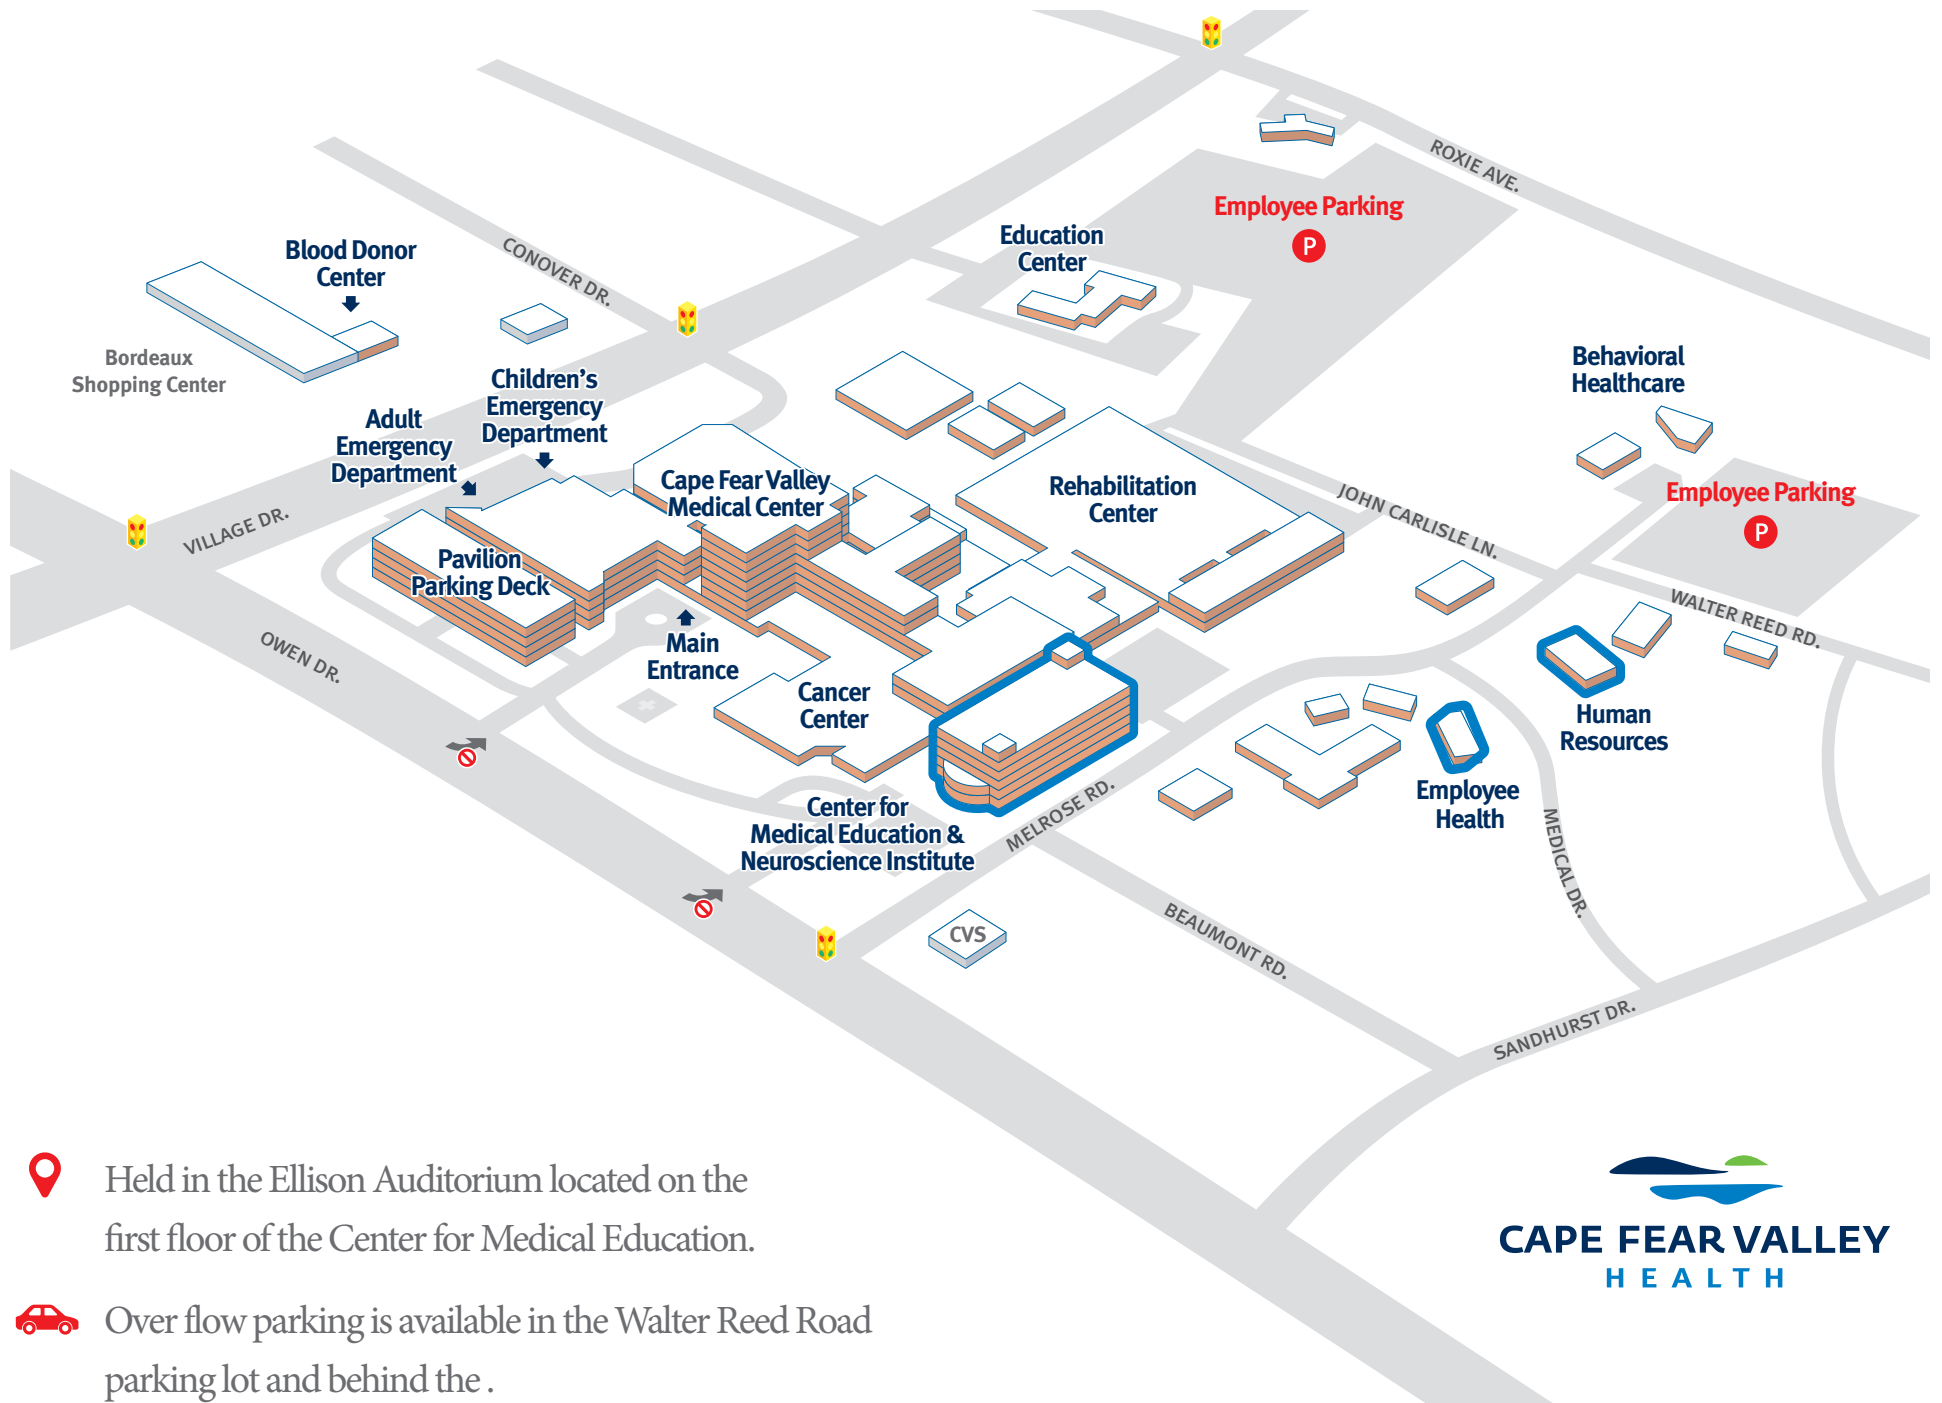 ROXIE AVE.
Employee Parking
P
Education
Center
Blood Donor
Center
CONOVER DR.
Bordeaux
Shopping Center
Behavioral
Healthcare
Children's
Emergency
Department
Adult
Emergency
Department
Cape Fear Valley
Medical Center
Rehabilitation
Center
Employee Parking
P
JOHN CARLISLE LN.
VILLAGE DR.
Pavilion
Parking Deck
WALTER REED RD.
OWEN DR.
Main
Entrance
Cancer
Center
Human
Resources
Employee
Health
Center for
Medical Education &
Neuroscience Institute
MELROSE RD.
MEDICAL DR.
CVS
BEAUMONT RD.
SANDHURST DR.
Held in the Ellison Auditorium located on the
first floor of the Center for Medical Education.
Over flow parking is available in the Walter Reed Road
parking lot and behind the .
CAPE FEAR VALLEY
HEALTH